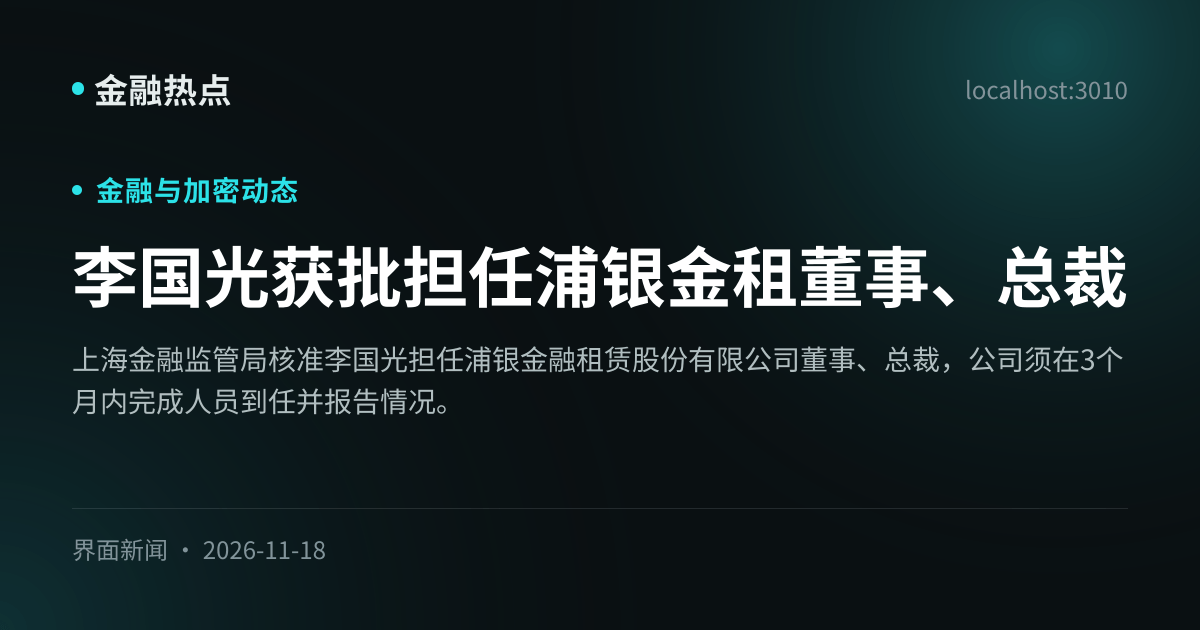 金融热点
localhost:3010
金融与加密动态
李国光获批担任浦银金租董事、总裁
上海金融监管局核准李国光担任浦银金融租赁股份有限公司董事、总裁，公司须在3个
月内完成人员到任并报告情况。
界面新闻 • 2026-11-18